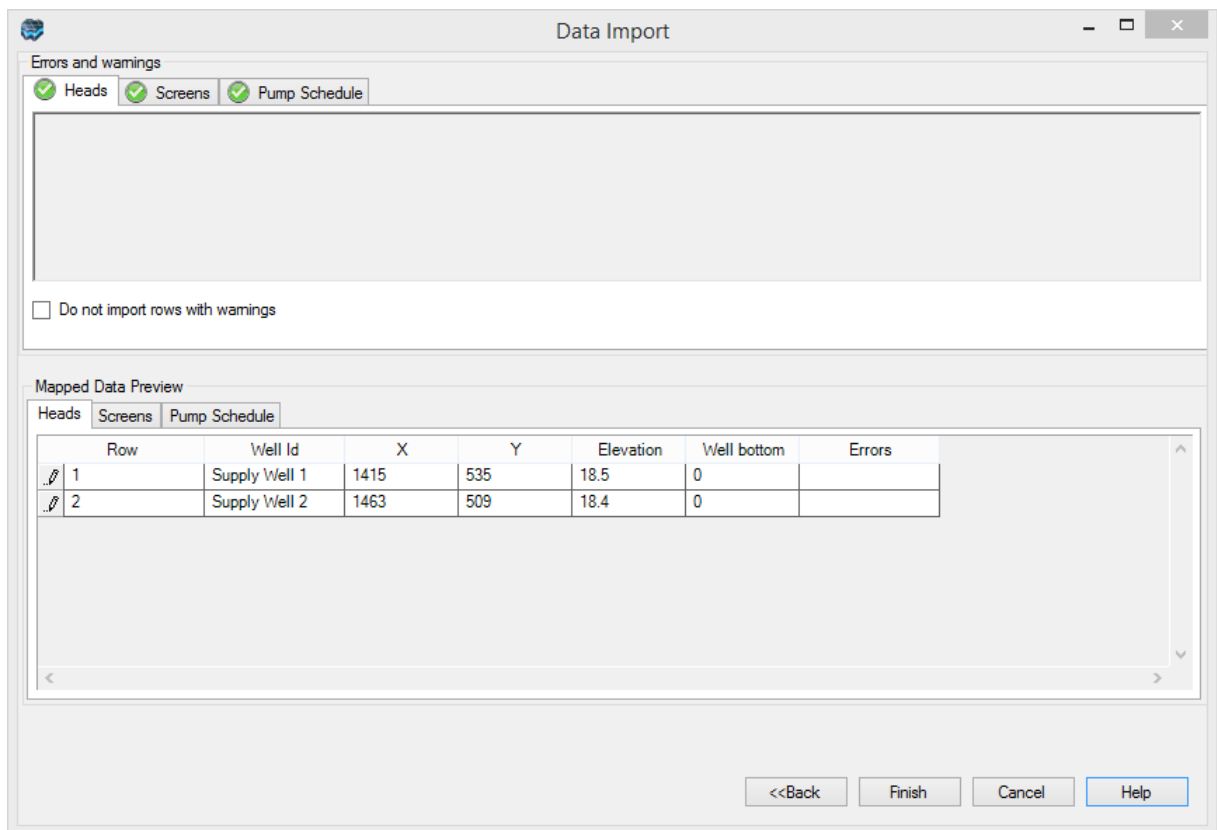 Data Import
Errors and warnings
Heads Screens Pump Schedule
Do not import rows with warnings
Mapped Data Preview
Heads Screens Pump Schedule
Row Well Id X Y Elevation Well bottom Errors
1 Supply Well 1 1415 535 18.5 0
2 Supply Well 2 1463 509 18.4 0
<<Back Finish Cancel Help